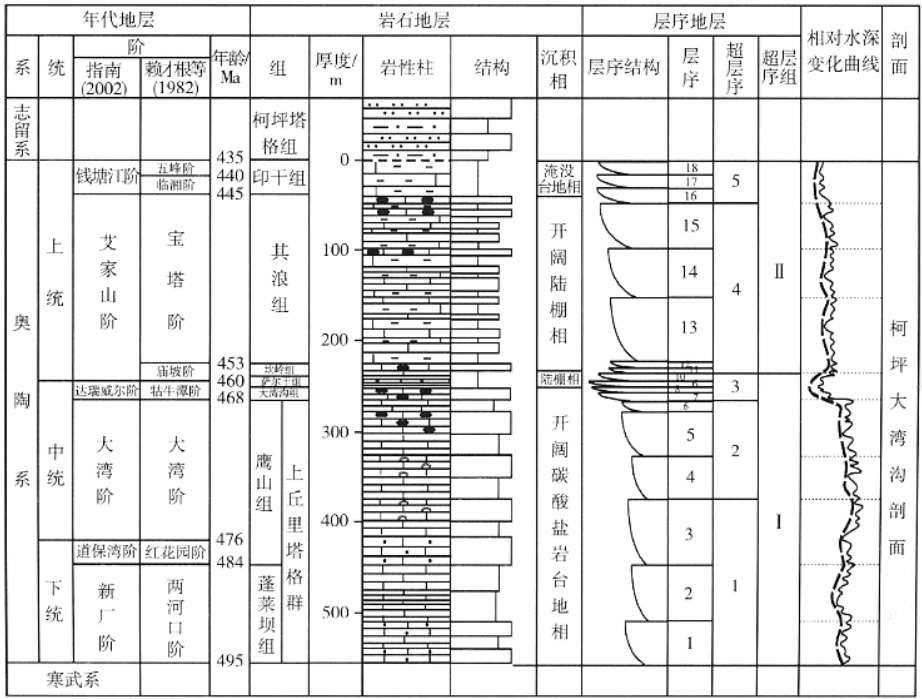 年代地层
岩石地层
层序地层
相对水深
变化曲线
剖面
系
统
阶
指南
(2002)
赖才根等
(1982)
年龄/
Ma
组
厚度/
m
岩性柱
结构
沉积
相
层序结构
层序
超层序
超层
序组
志留系
柯坪塔
格组
435
0
奥陶系
上统
钱塘江阶
五峰阶
440
临湘阶
445
印干组
淹没
台地相
18
17
16
5
艾家山阶
宝塔阶
其浪组
100
200
开阔陆棚相
15
14
13
4
II
453
庙坡阶
坎岭组
460
萨尔干组
陆棚相
10
8
7
6
3
中统
达瑞威尔阶
牯牛潭阶
468
大湾沟组
大湾阶
大湾阶
鹰山组
上丘里塔格群
300
400
开阔碳酸盐岩台地相
5
4
2
I
476
下统
道保湾阶
红花园阶
484
3
新厂阶
两河口阶
蓬莱坝组
500
2
1
1
495
柯坪大湾沟剖面
寒武系